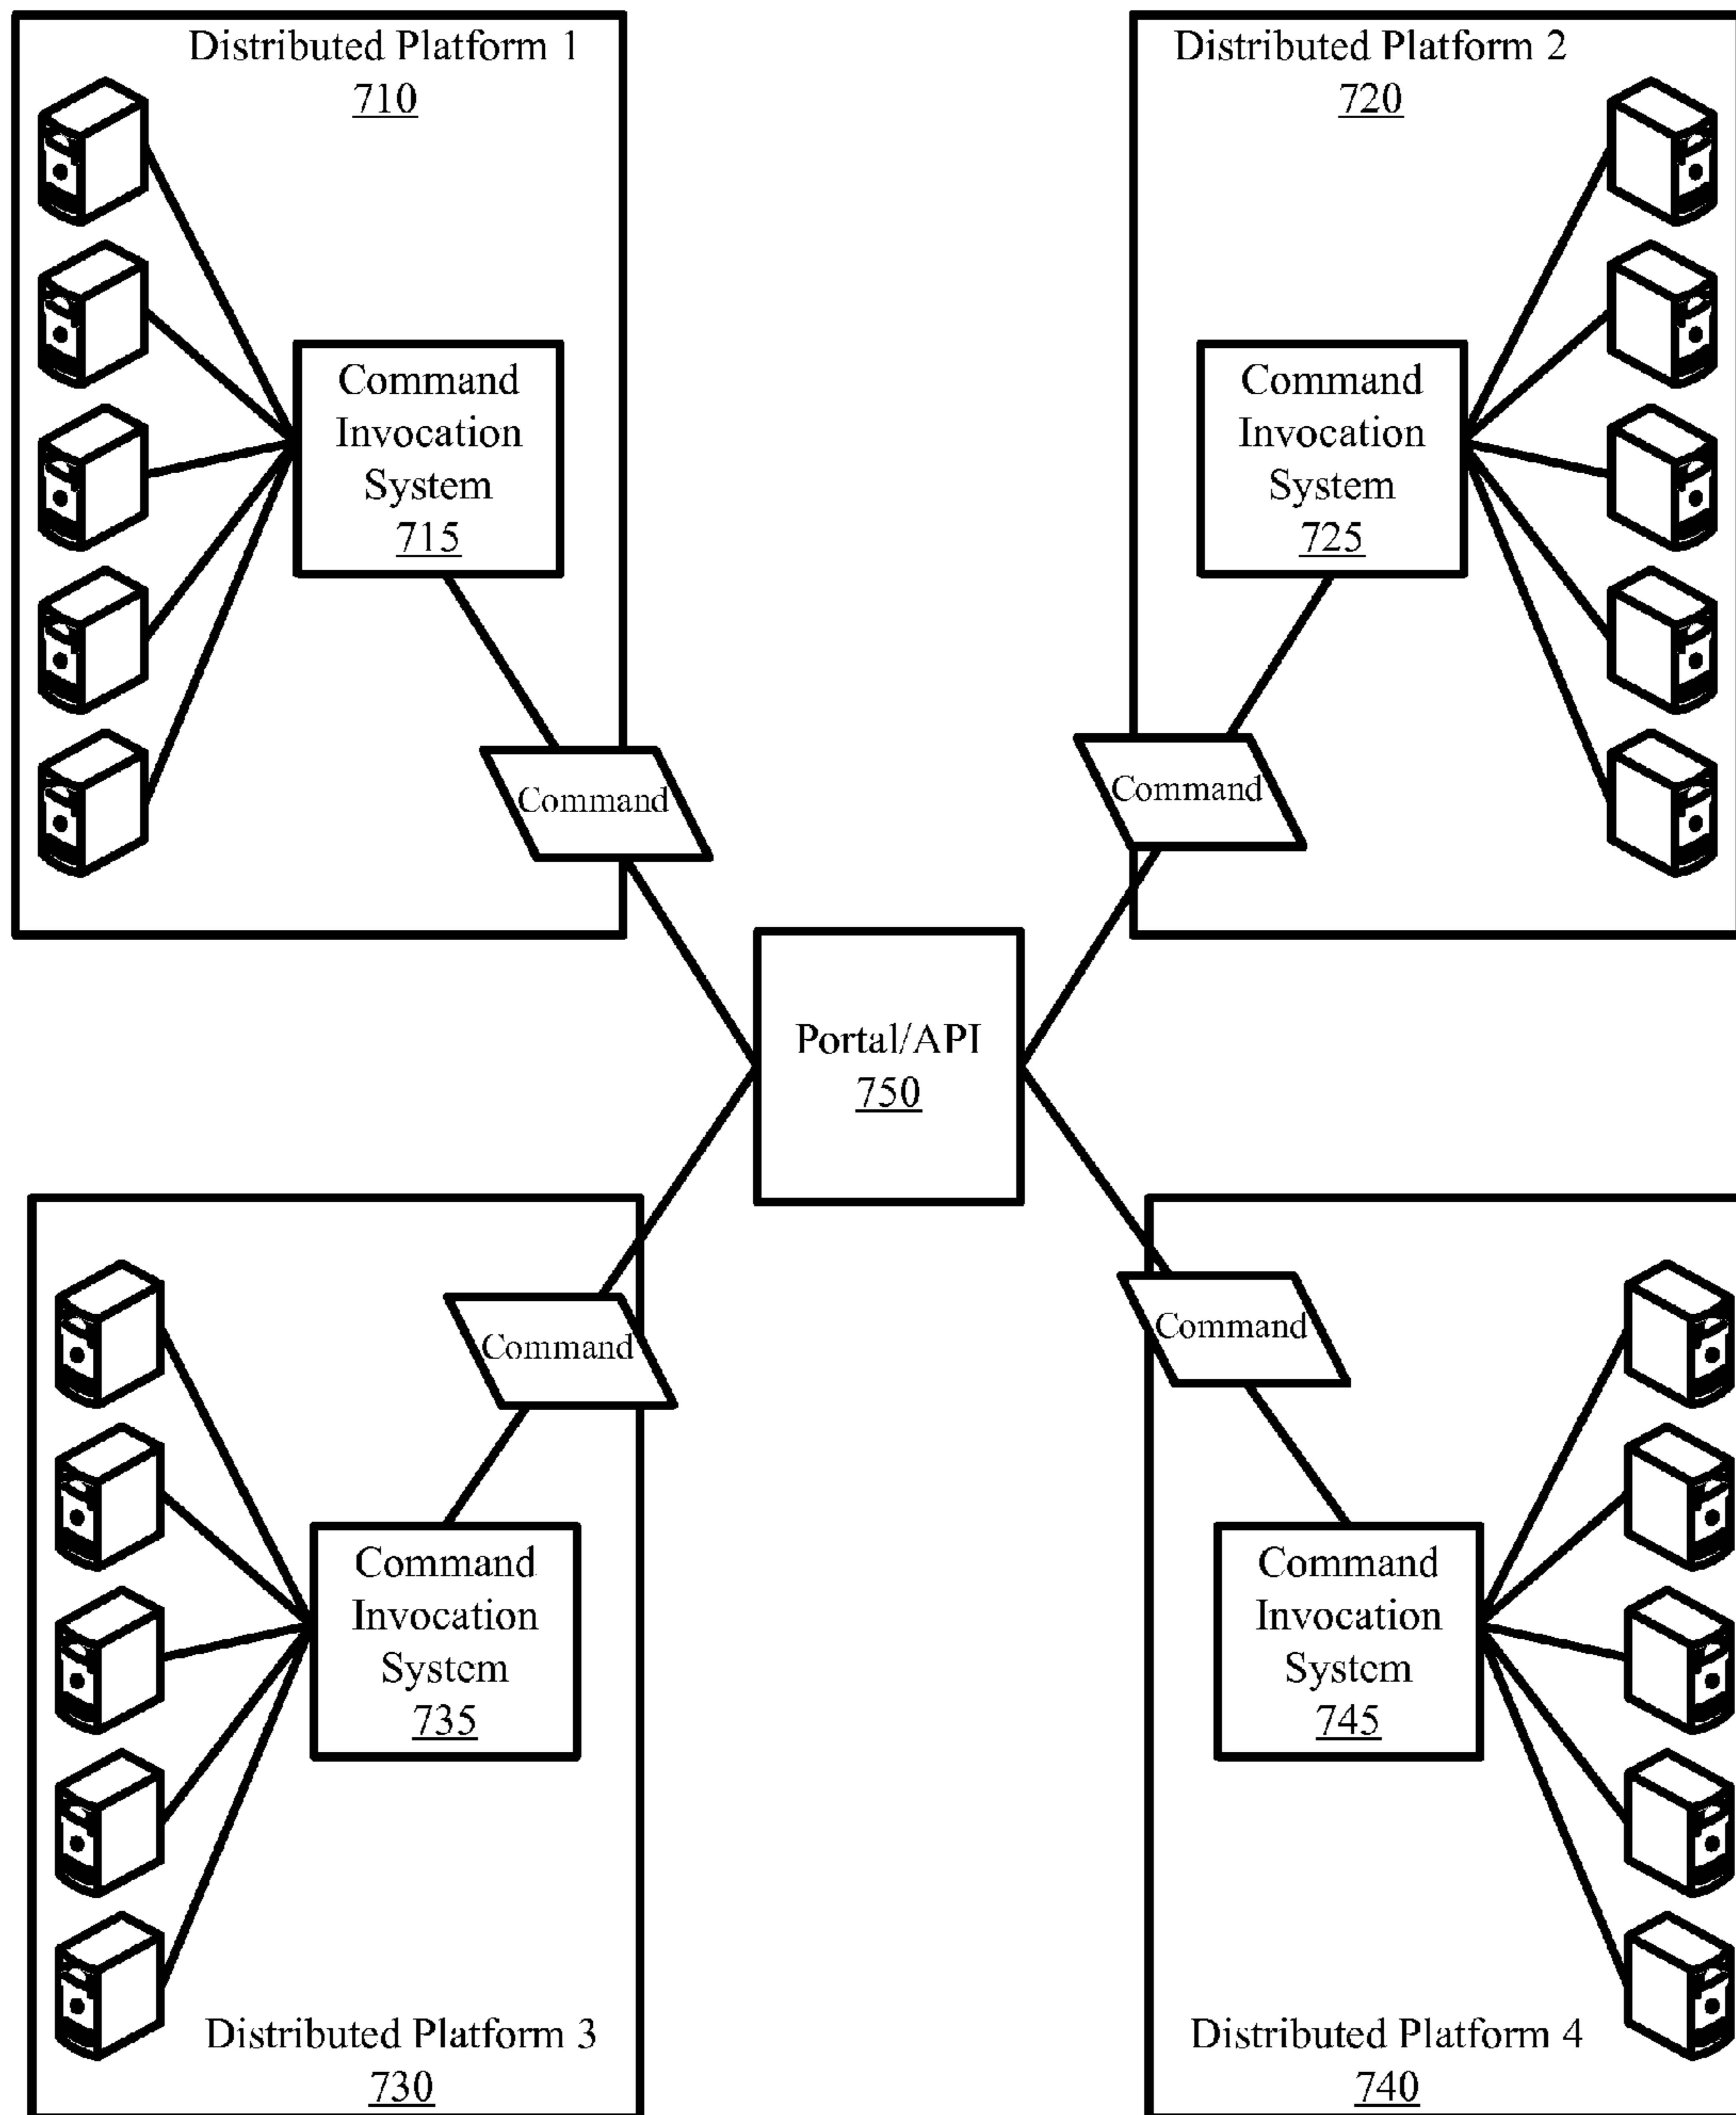 Distributed Platform 1
710
Distributed Platform 2
720
Command
Invocation
System
715
Command
Invocation
System
725
Command
Command
Portal/API
750
Command
Command
Command
Invocation
System
735
Command
Invocation
System
745
Distributed Platform 3
730
Distributed Platform 4
740